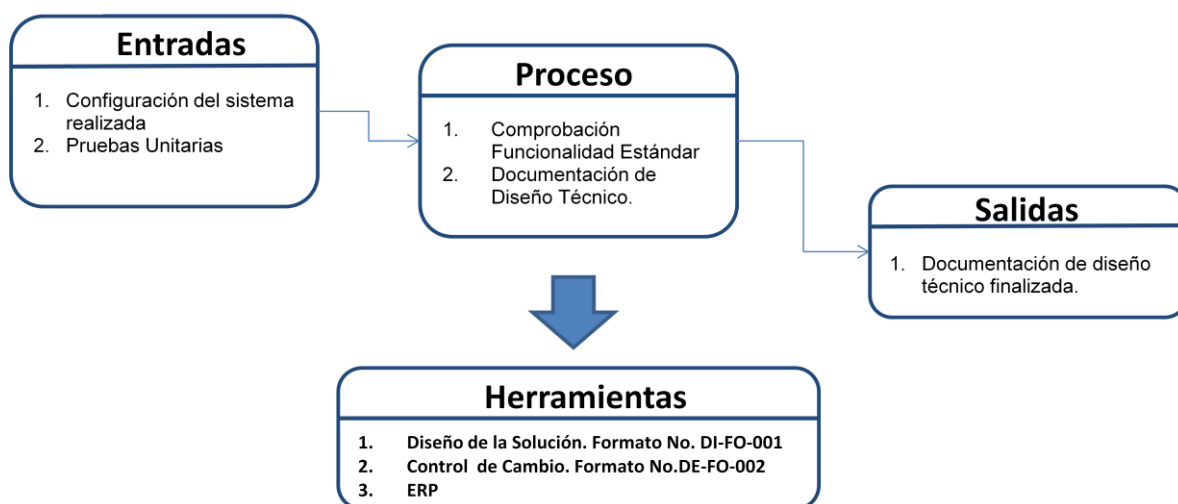 Entradas
1. Configuración del sistema
realizada
2. Pruebas Unitarias
Proceso
1. Comprobación
Funcionalidad Estándar
2. Documentación de
Diseño Técnico.
Salidas
1. Documentación de diseño
técnico finalizada.
Herramientas
1. Diseño de la Solución. Formato No. DI-FO-001
2. Control de Cambio. Formato No.DE-FO-002
3. ERP